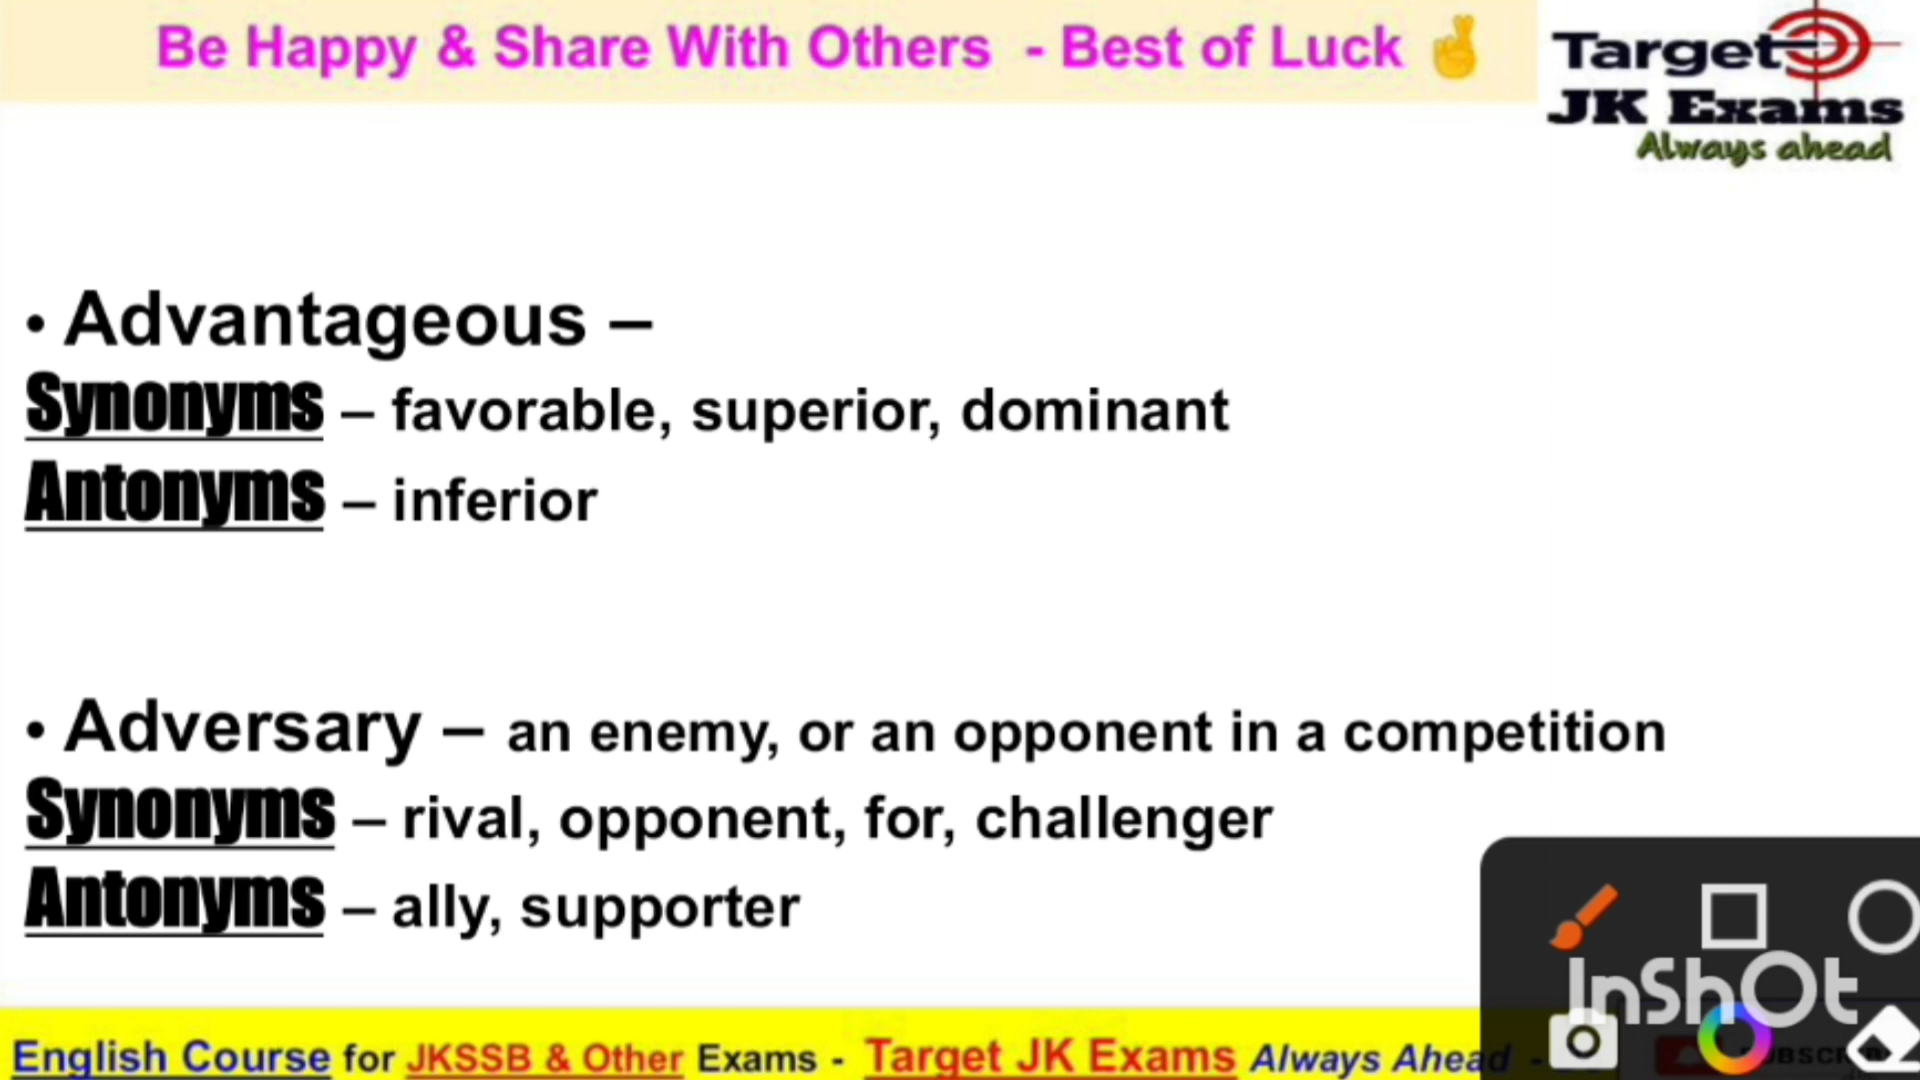 Be Happy & Share With Others - Best of Luck ✌
Target
JK Exams
Always ahead
• Advantageous –
Synonyms – favorable, superior, dominant
Antonyms – inferior
• Adversary – an enemy, or an opponent in a competition
Synonyms – rival, opponent, for, challenger
Antonyms – ally, supporter
InShOt
English Course for JKSSB & Other Exams - Target JK Exams Always Ahead -